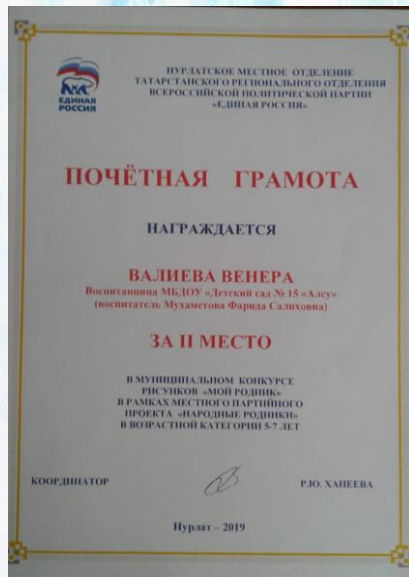 ЕДИНАЯ
РОССИЯ
НУРЛАТСКОЕ МЕСТНОЕ ОТДЕЛЕНИЕ
ТАТАРСТАНСКОГО РЕГИОНАЛЬНОГО ОТДЕЛЕНИЯ
ВСЕРОССИЙСКОЙ ПОЛИТИЧЕСКОЙ ПАРТИИ
«ЕДИНАЯ РОССИЯ»
ПОЧЁТНАЯ ГРАМОТА
НАГРАЖДАЕТСЯ
ВАЛИЕВА ВЕНЕРА
Воспитанница МБДОУ «Детский сад № 15 «Алсу»
(воспитатель Мухаметова Фарида Салиховна)
ЗА II МЕСТО
В МУНИЦИПАЛЬНОМ КОНКУРСЕ
РИСУНКОВ «МОЙ РОДНИК»
В РАМКАХ МЕСТНОГО ПАРТИЙНОГО
ПРОЕКТА «НАРОДНЫЕ РОДНИКИ»
В ВОЗРАСТНОЙ КАТЕГОРИИ 5-7 ЛЕТ
КООРДИНАТОР Р.Ю. ХАНЕЕВА
Нурлат – 2019